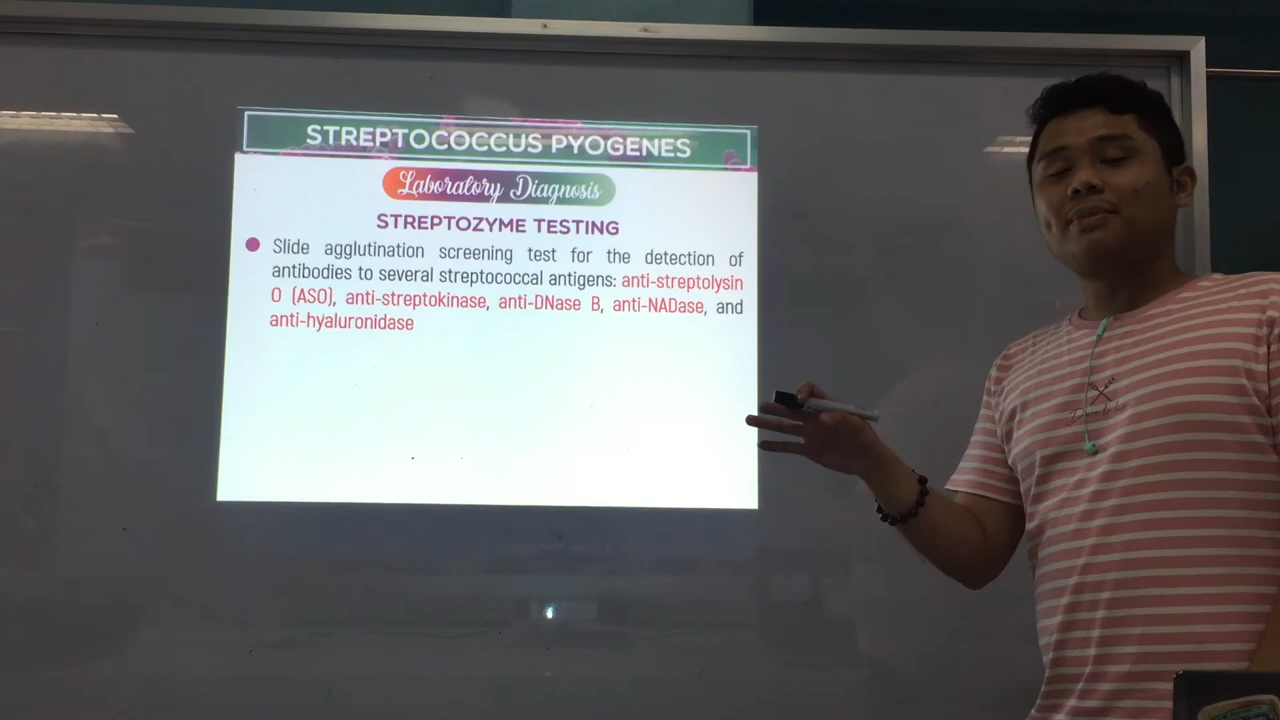 STREPTOCOCCUS PYOGENES
Laboratory Diagnosis
STREPTOZYME TESTING
Slide agglutination screening test for the detection of
antibodies to several streptococcal antigens: anti-streptolysin
O (ASO), anti-streptokinase, anti-DNase B, anti-NADase, and
anti-hyaluronidase